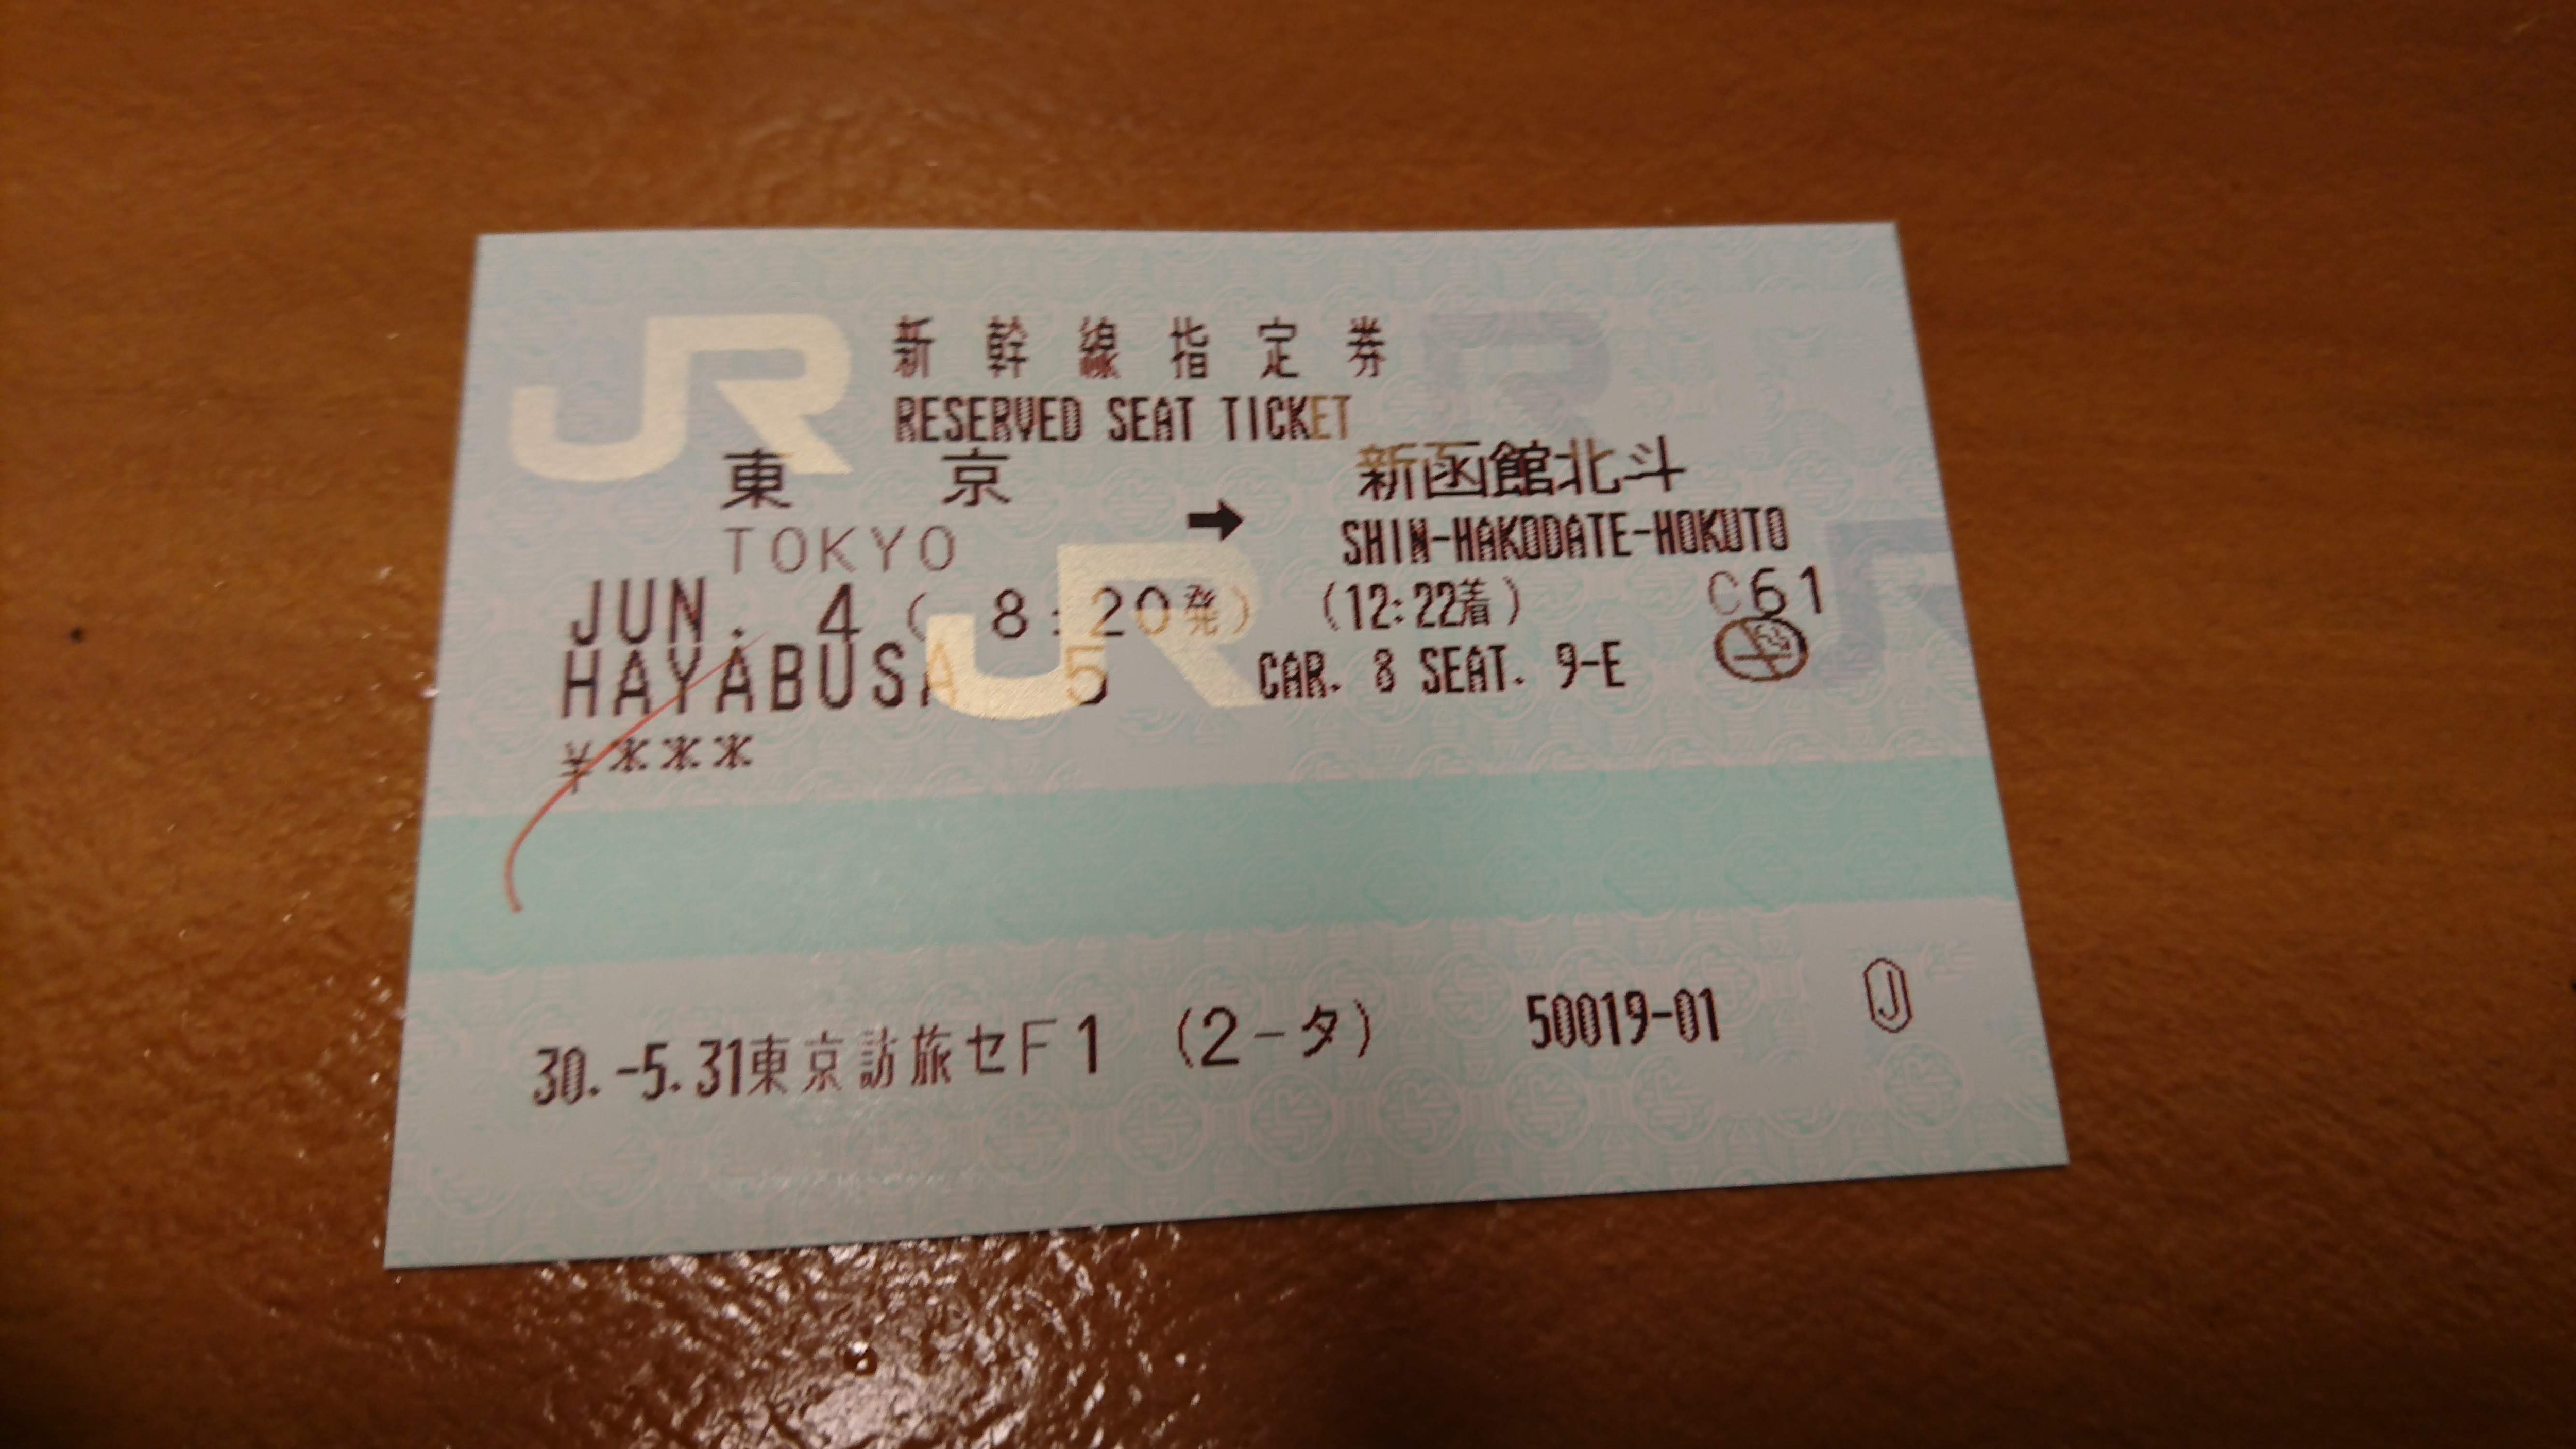 JR 新幹線指定券
RESERVED SEAT TICKET
東京 → 新函館北斗
TOKYO SHIN-HAKODATE-HOKUTO
JUN. 4 ( 8:20発) (12:22着) C61
HAYABUSA 5 CAR. 8 SEAT. 9-E
JR
¥***
30.-5.31東京訪旅セF1 (2-タ) 50019-01 J